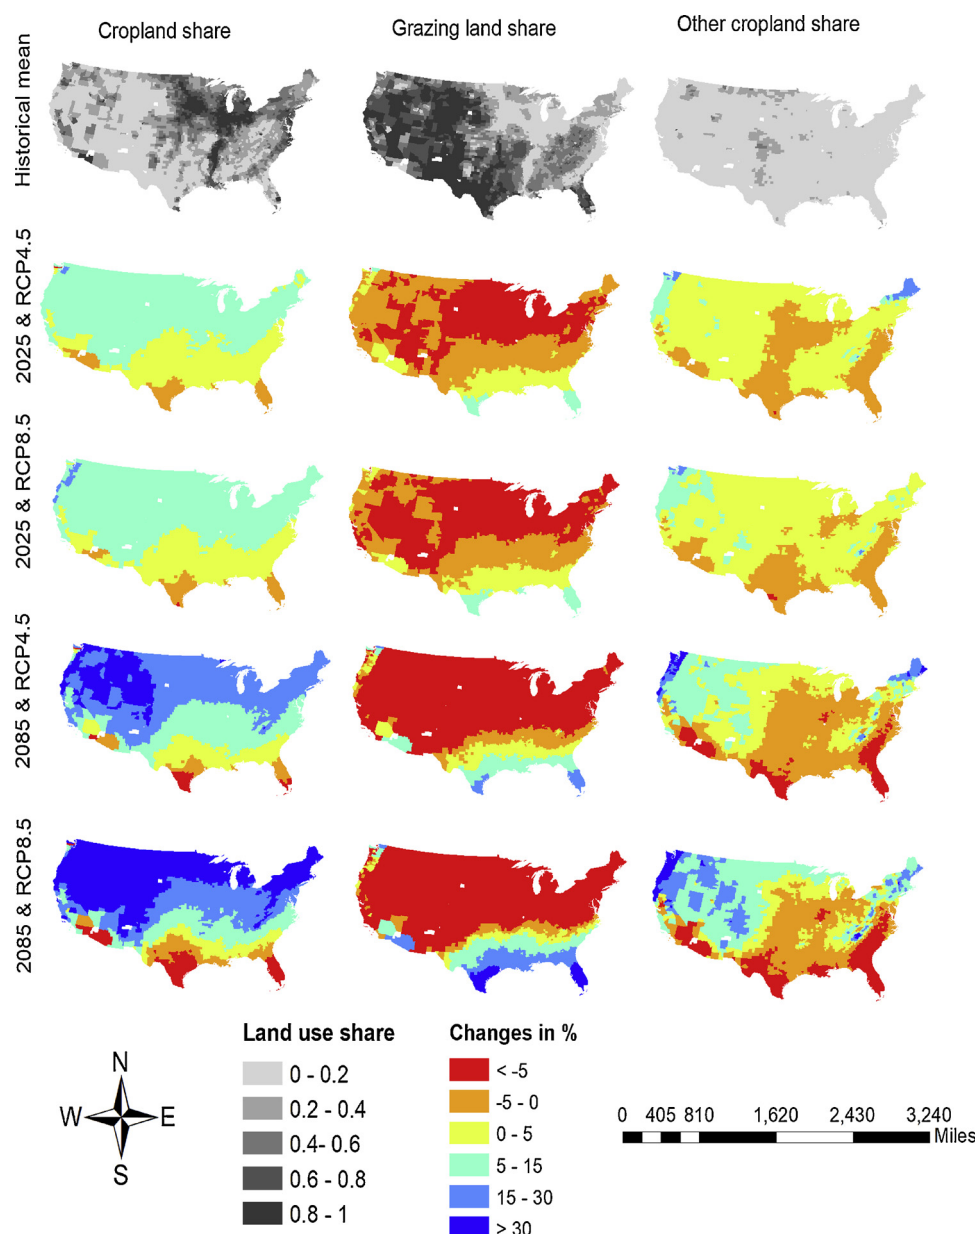 Cropland share
Grazing land share
Other cropland share
Historical mean
2025 & RCP4.5
2025 & RCP8.5
2085 & RCP4.5
2085 & RCP8.5
Land use share
0 - 0.2
0.2 - 0.4
0.4- 0.6
0.6 - 0.8
0.8 - 1
Changes in %
< -5
-5 - 0
0 - 5
5 - 15
15 - 30
> 30
N
W E
S
0 405 810 1,620 2,430 3,240
Miles